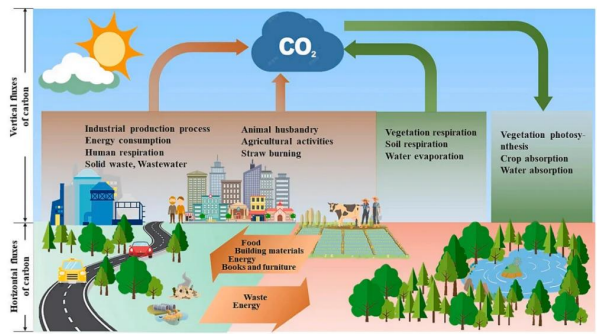 Vertical fluxes
of carbon
CO₂
Industrial production process
Energy consumption
Human respiration
Solid waste, Wastewater
Animal husbandry
Agricultural activities
Straw burning
Vegetation respiration
Soil respiration
Water evaporation
Vegetation photosy-
nthesis
Crop absorption
Water absorption
Horizontal fluxes
of carbon
Food
Building materials
Energy
Books and furniture
Waste
Energy